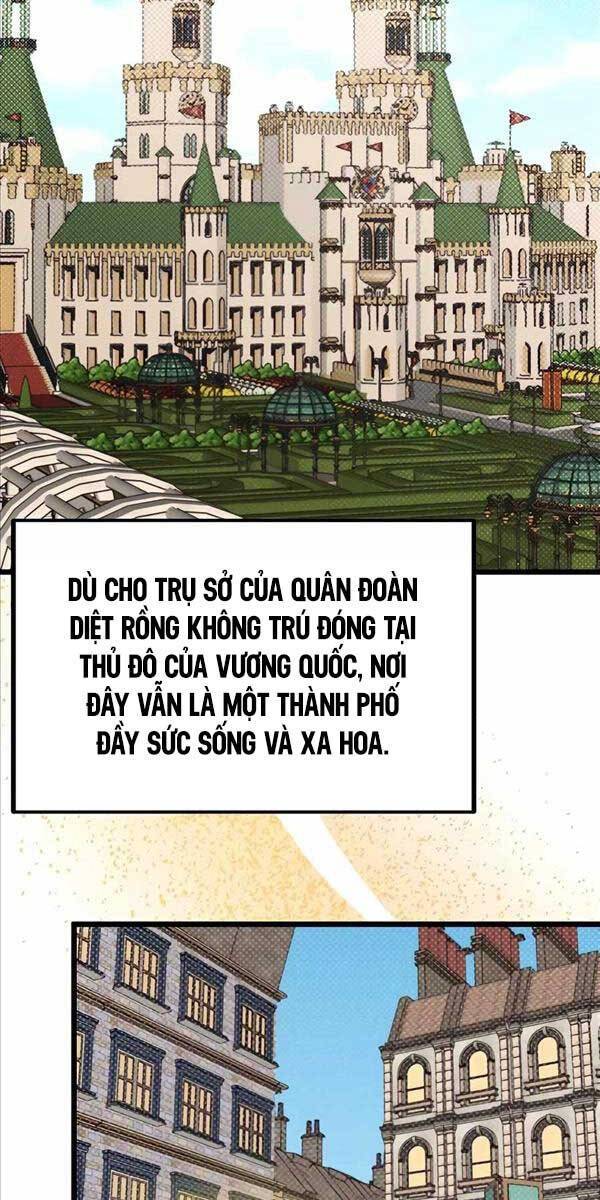 DÙ CHO TRỤ SỞ CỦA QUÂN ĐOÀN
DIỆT RỒNG KHÔNG TRÚ ĐÓNG TẠI
THỦ ĐÔ CỦA VƯƠNG QUỐC, NƠI
ĐÂY VẪN LÀ MỘT THÀNH PHỐ
ĐẦY SỨC SỐNG VÀ XA HOA.